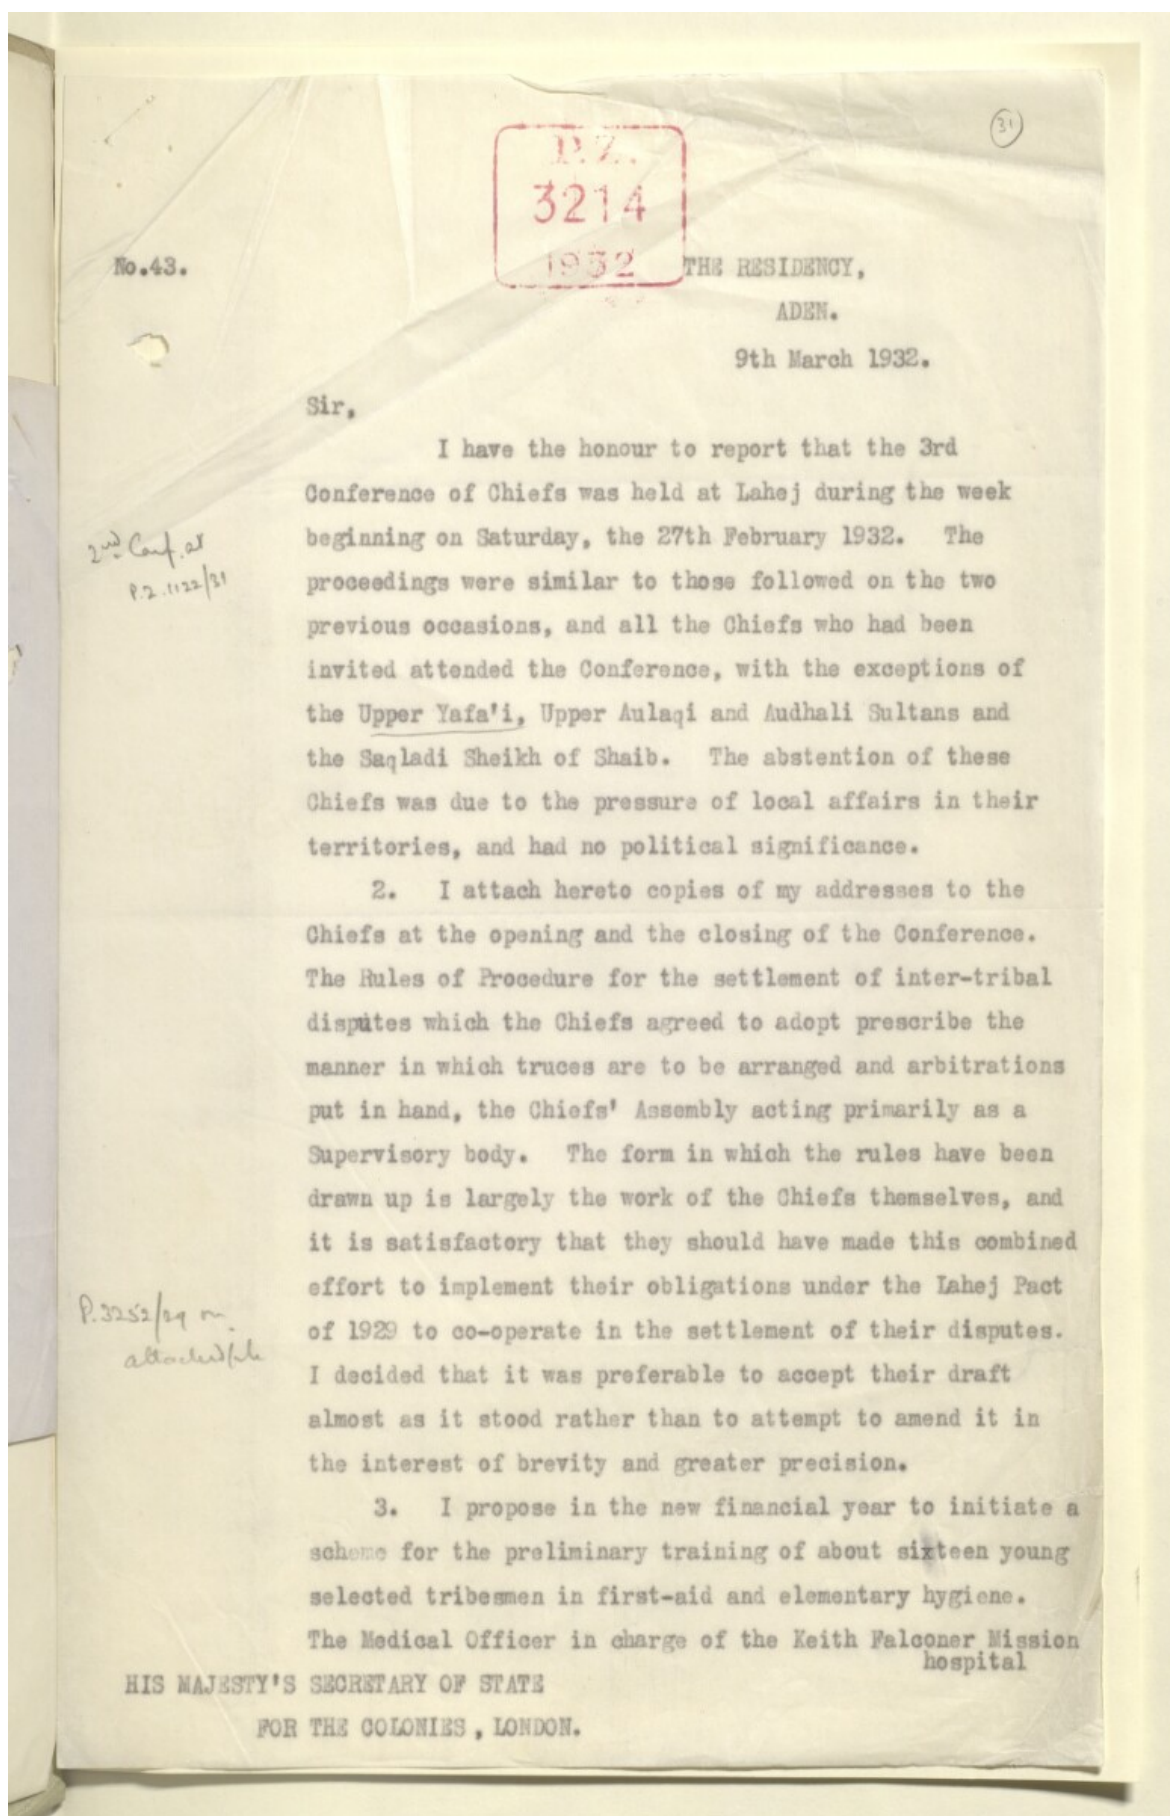 31
P.Z.
3214
1932
No.43.
THE RESIDENCY,
ADEN.
9th March 1932.
Sir,
I have the honour to report that the 3rd
Conference of Chiefs was held at Lahej during the week
beginning on Saturday, the 27th February 1932. The
proceedings were similar to those followed on the two
previous occasions, and all the Chiefs who had been
invited attended the Conference, with the exceptions of
the Upper Yafa'i, Upper Aulaqi and Audhali Sultans and
the Saqladi Sheikh of Shaib. The abstention of these
Chiefs was due to the pressure of local affairs in their
territories, and had no political significance.
2nd Conf. at
P.Z.1122/31
2. I attach hereto copies of my addresses to the
Chiefs at the opening and the closing of the Conference.
The Rules of Procedure for the settlement of inter-tribal
disputes which the Chiefs agreed to adopt prescribe the
manner in which truces are to be arranged and arbitrations
put in hand, the Chiefs' Assembly acting primarily as a
Supervisory body. The form in which the rules have been
drawn up is largely the work of the Chiefs themselves, and
it is satisfactory that they should have made this combined
effort to implement their obligations under the Lahej Pact
of 1929 to co-operate in the settlement of their disputes.
I decided that it was preferable to accept their draft
almost as it stood rather than to attempt to amend it in
the interest of brevity and greater precision.
P.3252/29 on
attached file
3. I propose in the new financial year to initiate a
scheme for the preliminary training of about sixteen young
selected tribesmen in first-aid and elementary hygiene.
The Medical Officer in charge of the Keith Falconer Mission
hospital
HIS MAJESTY'S SECRETARY OF STATE
FOR THE COLONIES, LONDON.